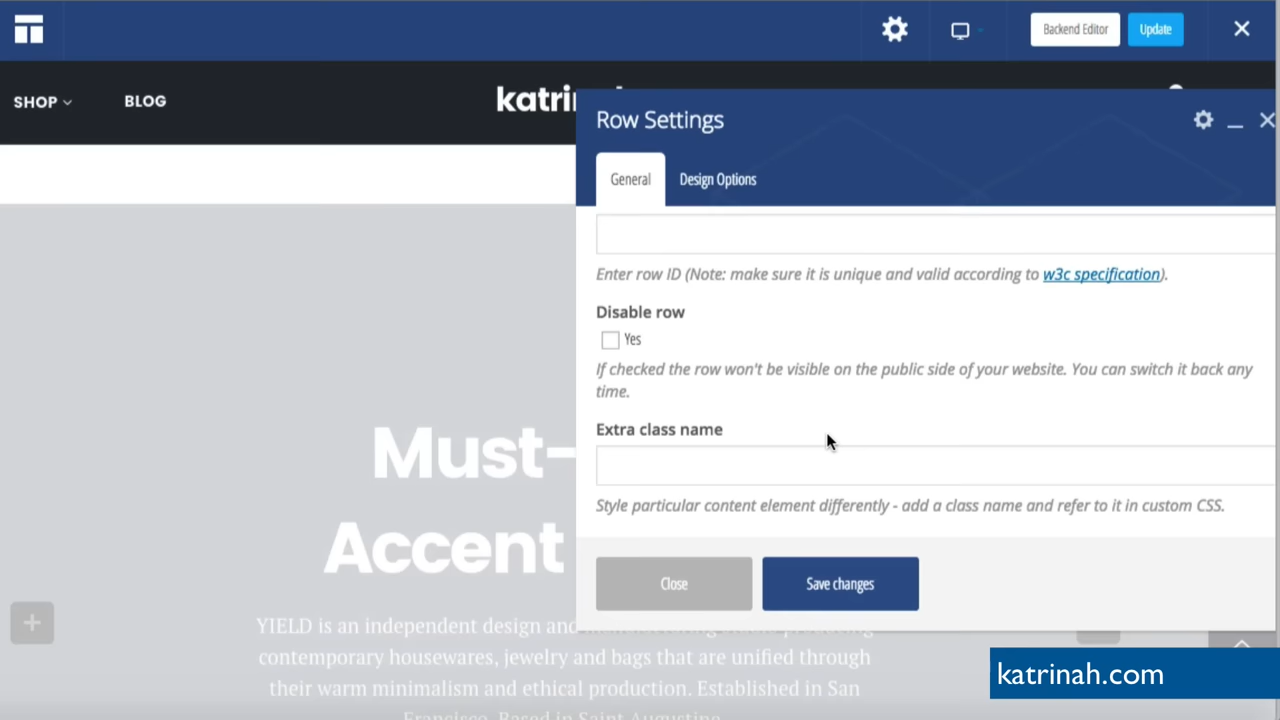 Backend Editor
Update
SHOP
BLOG
Row Settings
General
Design Options
Enter row ID (Note: make sure it is unique and valid according to w3c specification).
Disable row
Yes
If checked the row won't be visible on the public side of your website. You can switch it back any
time.
Extra class name
Style particular content element differently - add a class name and refer to it in custom CSS.
Close
Save changes
Must-
Accent
YIELD is an independent design and
contemporary housewares, jewelry and bags that are unified through
their warm minimalism and ethical production. Established in San
Francisco. Based in Saint Augustine.
katrinah.com